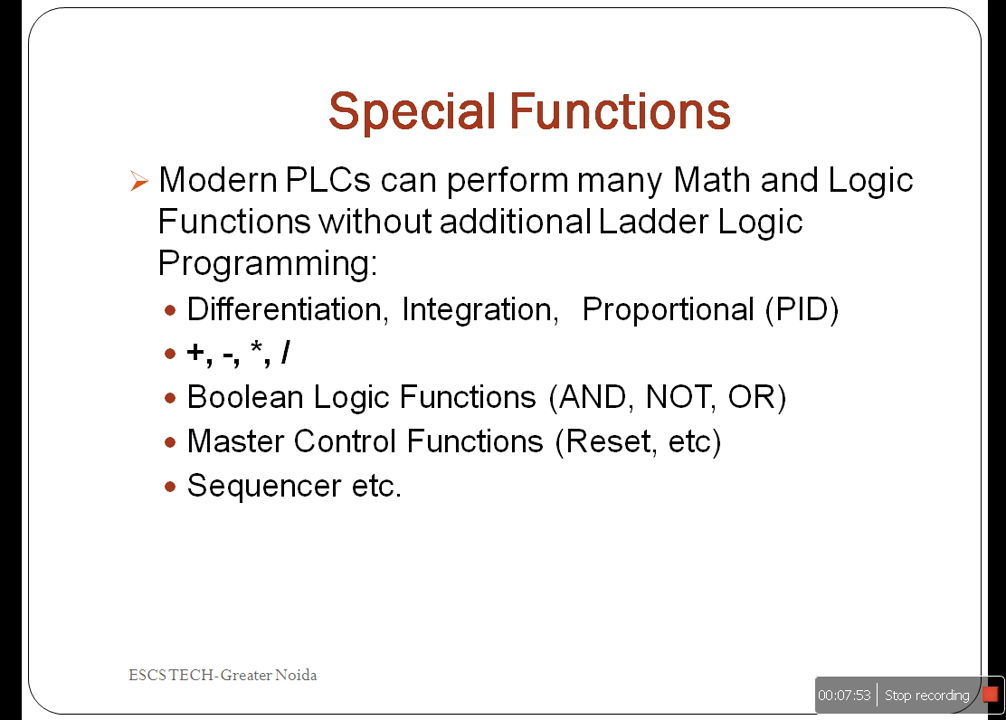 Special Functions
Modern PLCs can perform many Math and Logic
Functions without additional Ladder Logic
Programming:
Differentiation, Integration, Proportional (PID)
+, -, *, /
Boolean Logic Functions (AND, NOT, OR)
Master Control Functions (Reset, etc)
Sequencer etc.
ESCSTECH-Greater Noida
00:07:53 Stop recording